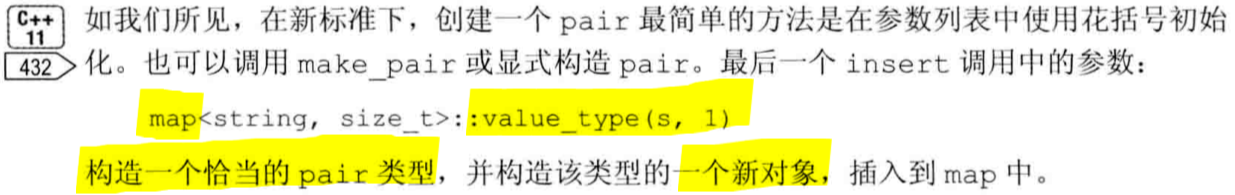 C++
11
如我们所见，在新标准下，创建一个 pair 最简单的方法是在参数列表中使用花括号初始
432
化。也可以调用 make_pair 或显式构造 pair。最后一个 insert 调用中的参数：
map<string, size_t>::value_type(s, 1)
构造一个恰当的 pair 类型，并构造该类型的一个新对象，插入到 map 中。